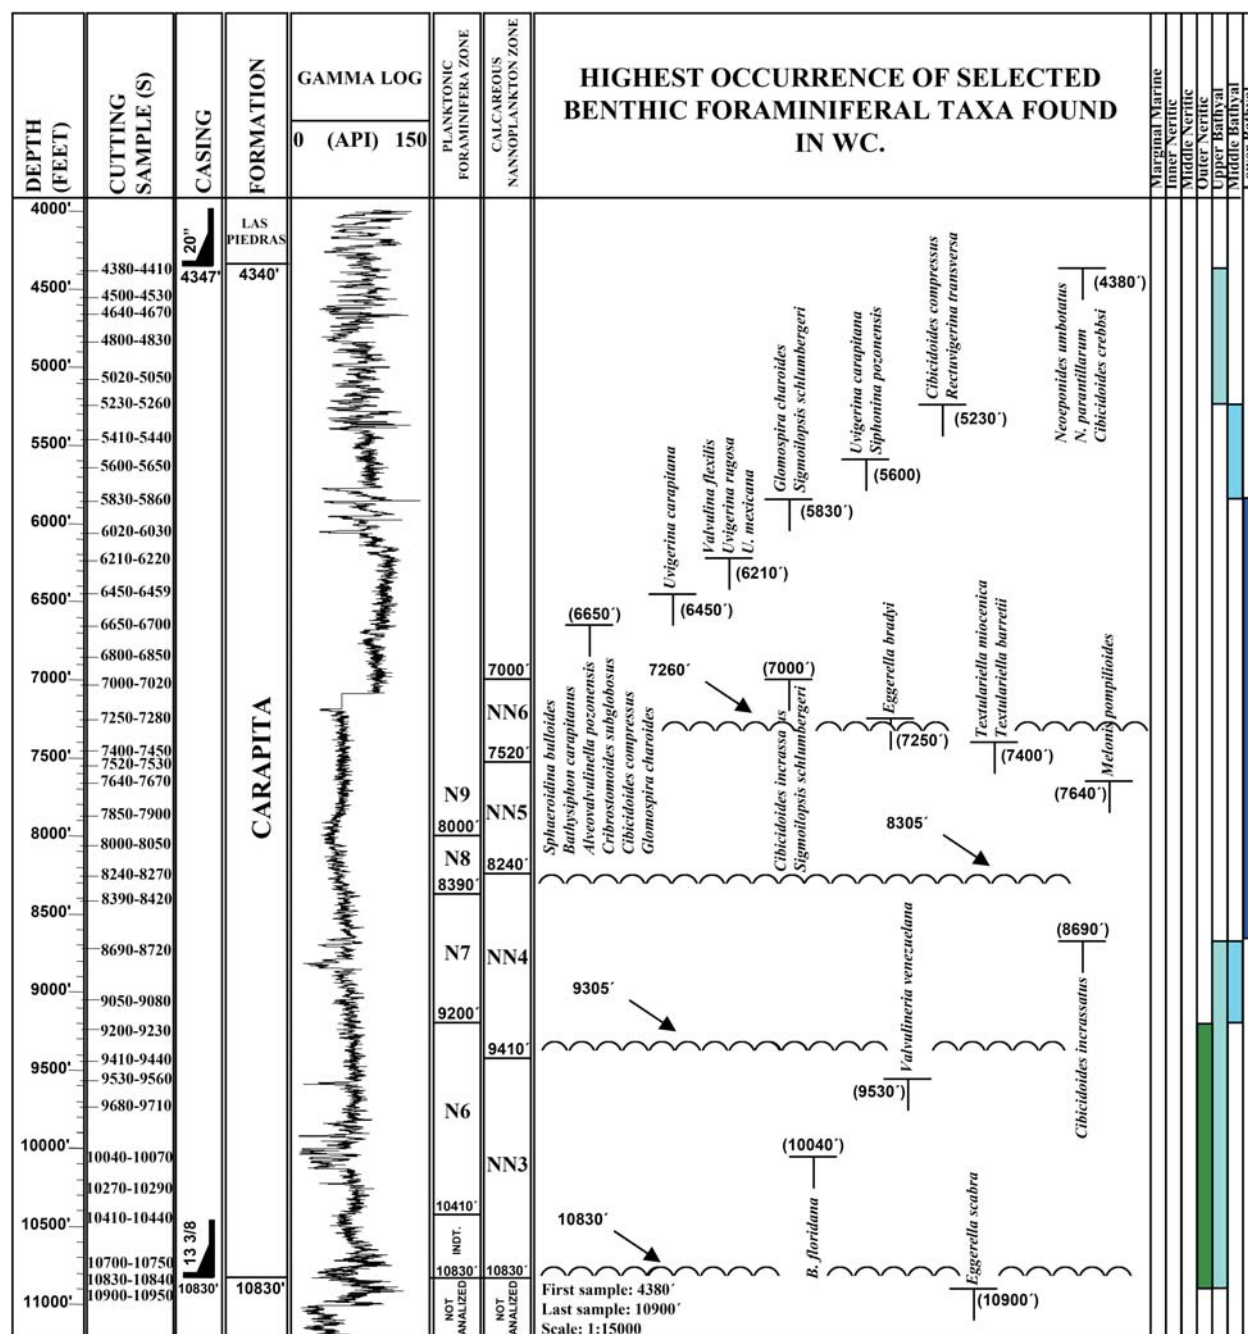 DEPTH
(FEET)
CUTTING
SAMPLE (S)
CASING
FORMATION
GAMMA LOG
0 (API) 150
PLANKTONIC
FORAMINIFERA ZONE
CALCAREOUS
NANNOPLANKTON ZONE
HIGHEST OCCURRENCE OF SELECTED
BENTHIC FORAMINIFERAL TAXA FOUND
IN WC.
Marginal Marine
Inner Neritic
Middle Neritic
Outer Neritic
Upper Bathyal
Middle Bathyal
4000'
4500'
5000'
5500'
6000'
6500'
7000'
7500'
8000'
8500'
9000'
9500'
10000'
10500'
11000'
4380-4410
4500-4530
4640-4670
4800-4830
5020-5050
5230-5260
5410-5440
5600-5650
5830-5860
6020-6030
6210-6220
6450-6459
6650-6700
6800-6850
7000-7020
7250-7280
7400-7450
7520-7530
7640-7670
7850-7900
8000-8050
8240-8270
8390-8420
8690-8720
9050-9080
9200-9230
9410-9440
9530-9560
9680-9710
10040-10070
10270-10290
10410-10440
10700-10750
10830-10840
10900-10950
20"
4347'
13 3/8
10830'
LAS
PIEDRAS
4340'
CARAPITA
10830'
N9
8000´
N8
8390´
N7
9200´
N6
10410´
INDT.
10830´
NOT
ANALIZED
7000´
NN6
7520´
NN5
8240´
NN4
9410´
NN3
10830´
NOT
ANALIZED
Neoeponides umbotatus
N. parantillarum
Cibicidoides crebbsi
(4380´)
Cibicidoides compressus
Rectuvigerina transversa
(5230´)
Uvigerina carapitana
Siphonina pozonensis
(5600)
Glomospira charoides
Sigmoilopsis schlumbergeri
(5830´)
Valvulina flexilis
Uvigerina rugosa
U. mexicana
(6210´)
Uvigerina carapitana
(6450´)
(6650´)
Sphaeroidina bulloides
Bathysiphon carapitanus
Alveovalvulinella pozonensis
Cribrostomoides subglobosus
Cibicidoides compressus
Glomospira charoides
7260´
(7000´)
Cibicidoides incrassatus
Sigmoilopsis schlumbergeri
Eggerella bradyi
(7250´)
Textulariella miocenica
Textulariella barretii
(7400´)
Melonis pompilioides
(7640´)
8305´
(8690´)
Cibicidoides incrassatus
Valvulineria venezuelana
(9530´)
9305´
(10040´)
B. floridana
Eggerella scabra
(10900´)
10830´
First sample: 4380´
Last sample: 10900´
Scale: 1:15000